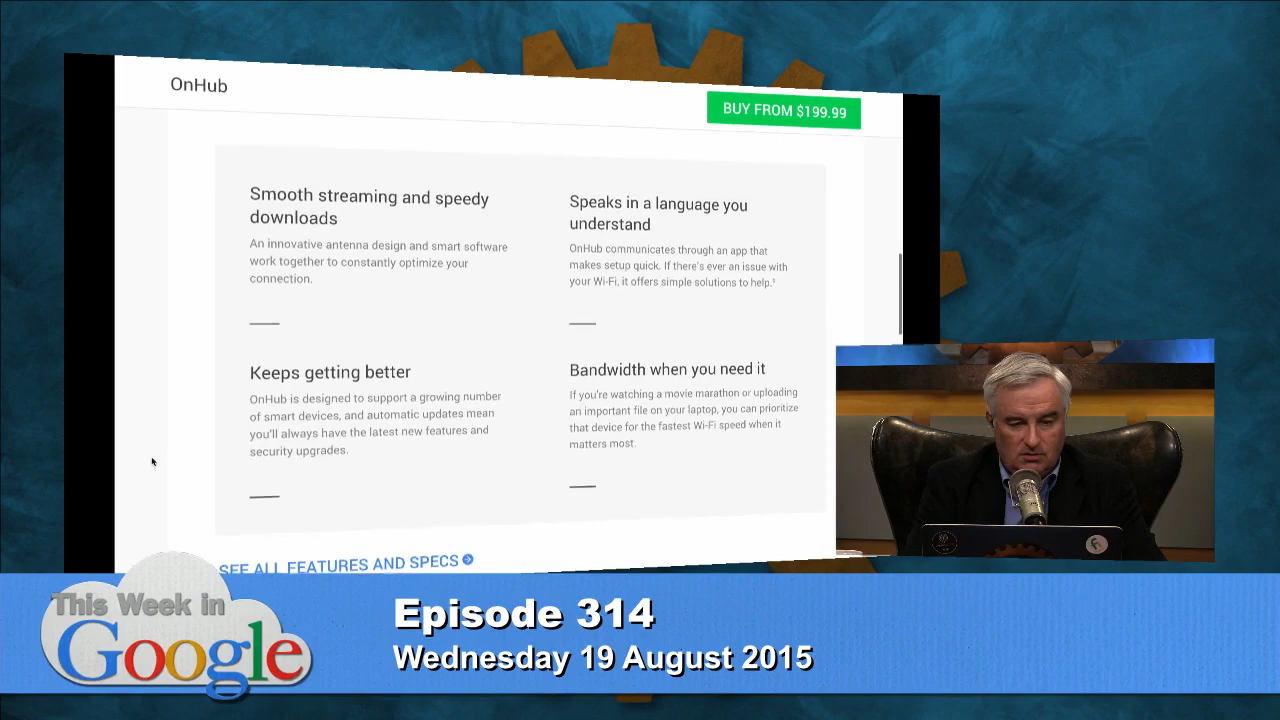 OnHub
BUY FROM $199.99
Smooth streaming and speedy
downloads
An innovative antenna design and smart software
work together to constantly optimize your
connection.
Speaks in a language you
understand
OnHub communicates through an app that
makes setup quick. If there's ever an issue with
your Wi-Fi, it offers simple solutions to help.¹
Keeps getting better
OnHub is designed to support a growing number
of smart devices, and automatic updates mean
you'll always have the latest new features and
security upgrades.
Bandwidth when you need it
If you're watching a movie marathon or uploading
an important file on your laptop, you can prioritize
that device for the fastest Wi-Fi speed when it
matters most.
SEE ALL FEATURES AND SPECS
This Week in
Google
Episode 314
Wednesday 19 August 2015